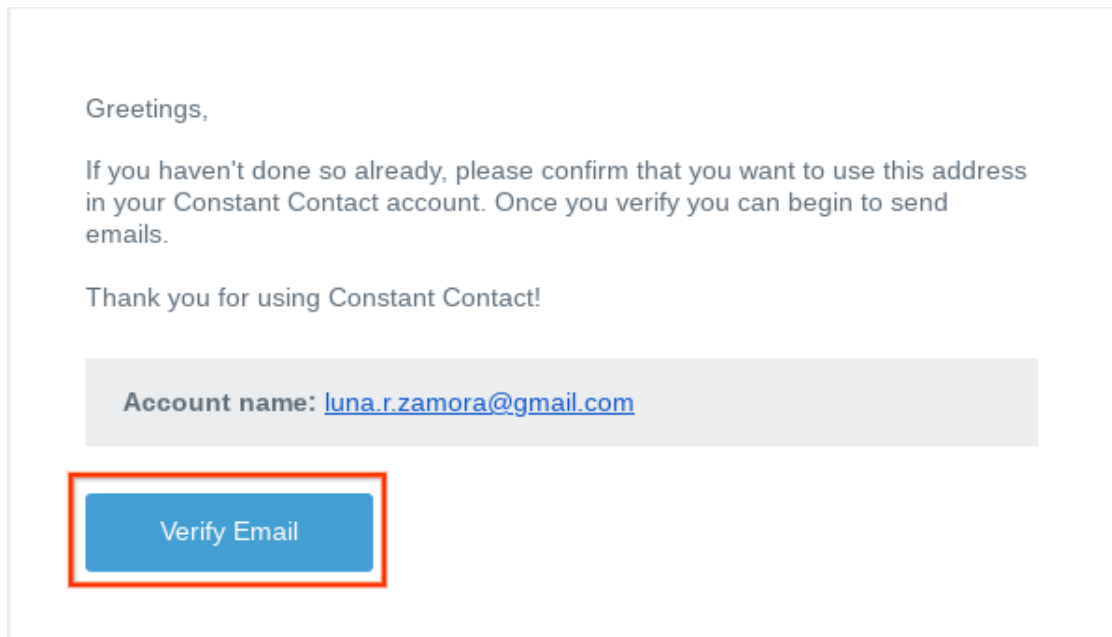 Greetings,
If you haven't done so already, please confirm that you want to use this address
in your Constant Contact account. Once you verify you can begin to send
emails.
Thank you for using Constant Contact!
Account name: luna.r.zamora@gmail.com
Verify Email